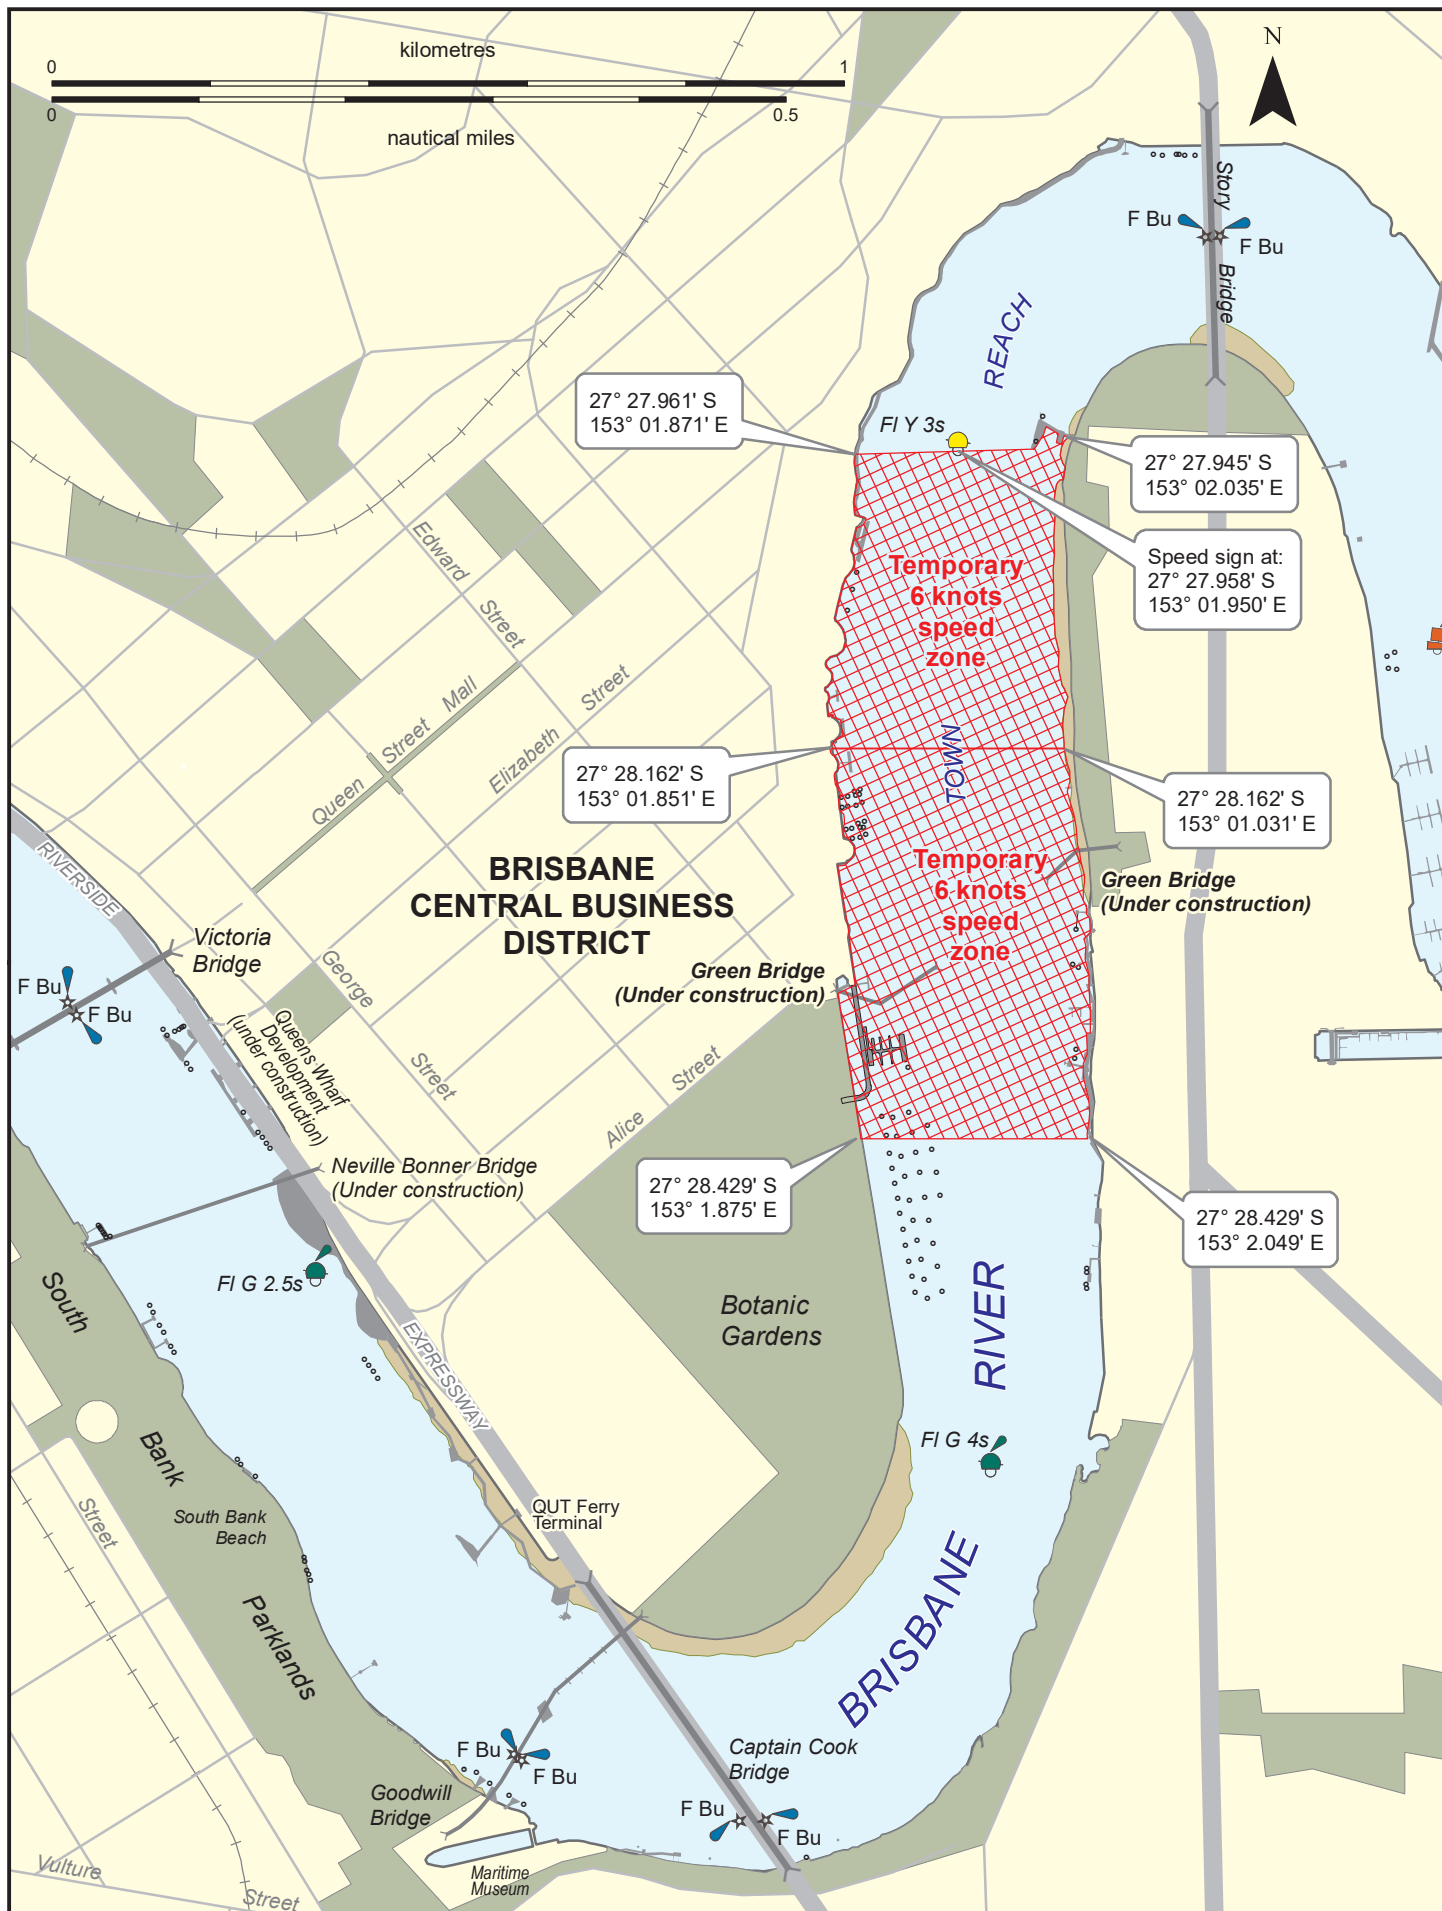 kilometres
0
1
0
0.5
nautical miles
N
Story
Bridge
F Bu
F Bu
REACH
27° 27.961' S
153° 01.871' E
Fl Y 3s
27° 27.945' S
153° 02.035' E
Speed sign at:
27° 27.958' S
153° 01.950' E
Temporary
6 knots
speed
zone
Edward
Street
Queen
Street
Mall
Elizabeth
Street
TOWN
27° 28.162' S
153° 01.851' E
27° 28.162' S
153° 01.031' E
BRISBANE
CENTRAL BUSINESS
DISTRICT
Temporary
6 knots
speed
zone
Green Bridge
(Under construction)
RIVERSIDE
Victoria
Bridge
F Bu
F Bu
George
Street
Green Bridge
(Under construction)
Queens Wharf
Development
(under construction)
Alice
Street
Neville Bonner Bridge
(Under construction)
27° 28.429' S
153° 1.875' E
27° 28.429' S
153° 2.049' E
Fl G 2.5s
South
Bank
Parklands
EXPRESSWAY
Botanic
Gardens
RIVER
Fl G 4s
Street
South Bank
Beach
QUT Ferry
Terminal
BRISBANE
F Bu
F Bu
Goodwill
Bridge
Captain Cook
Bridge
F Bu
F Bu
Maritime
Museum
Vulture
Street